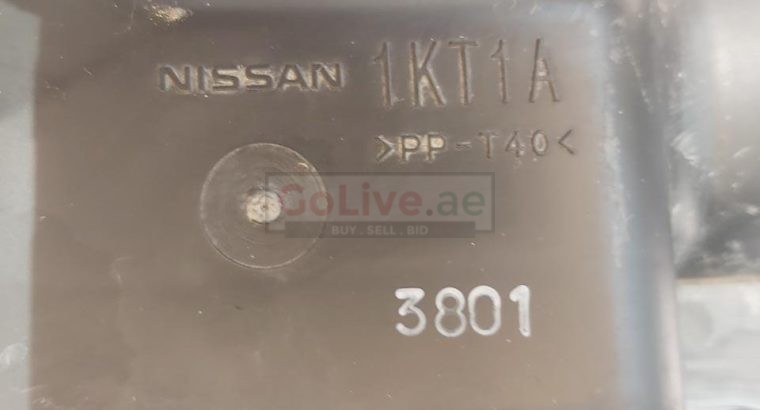 NISSAN 1KT1A
>PP-T40<
GoLive.ae
BUY . SELL . BID
3801